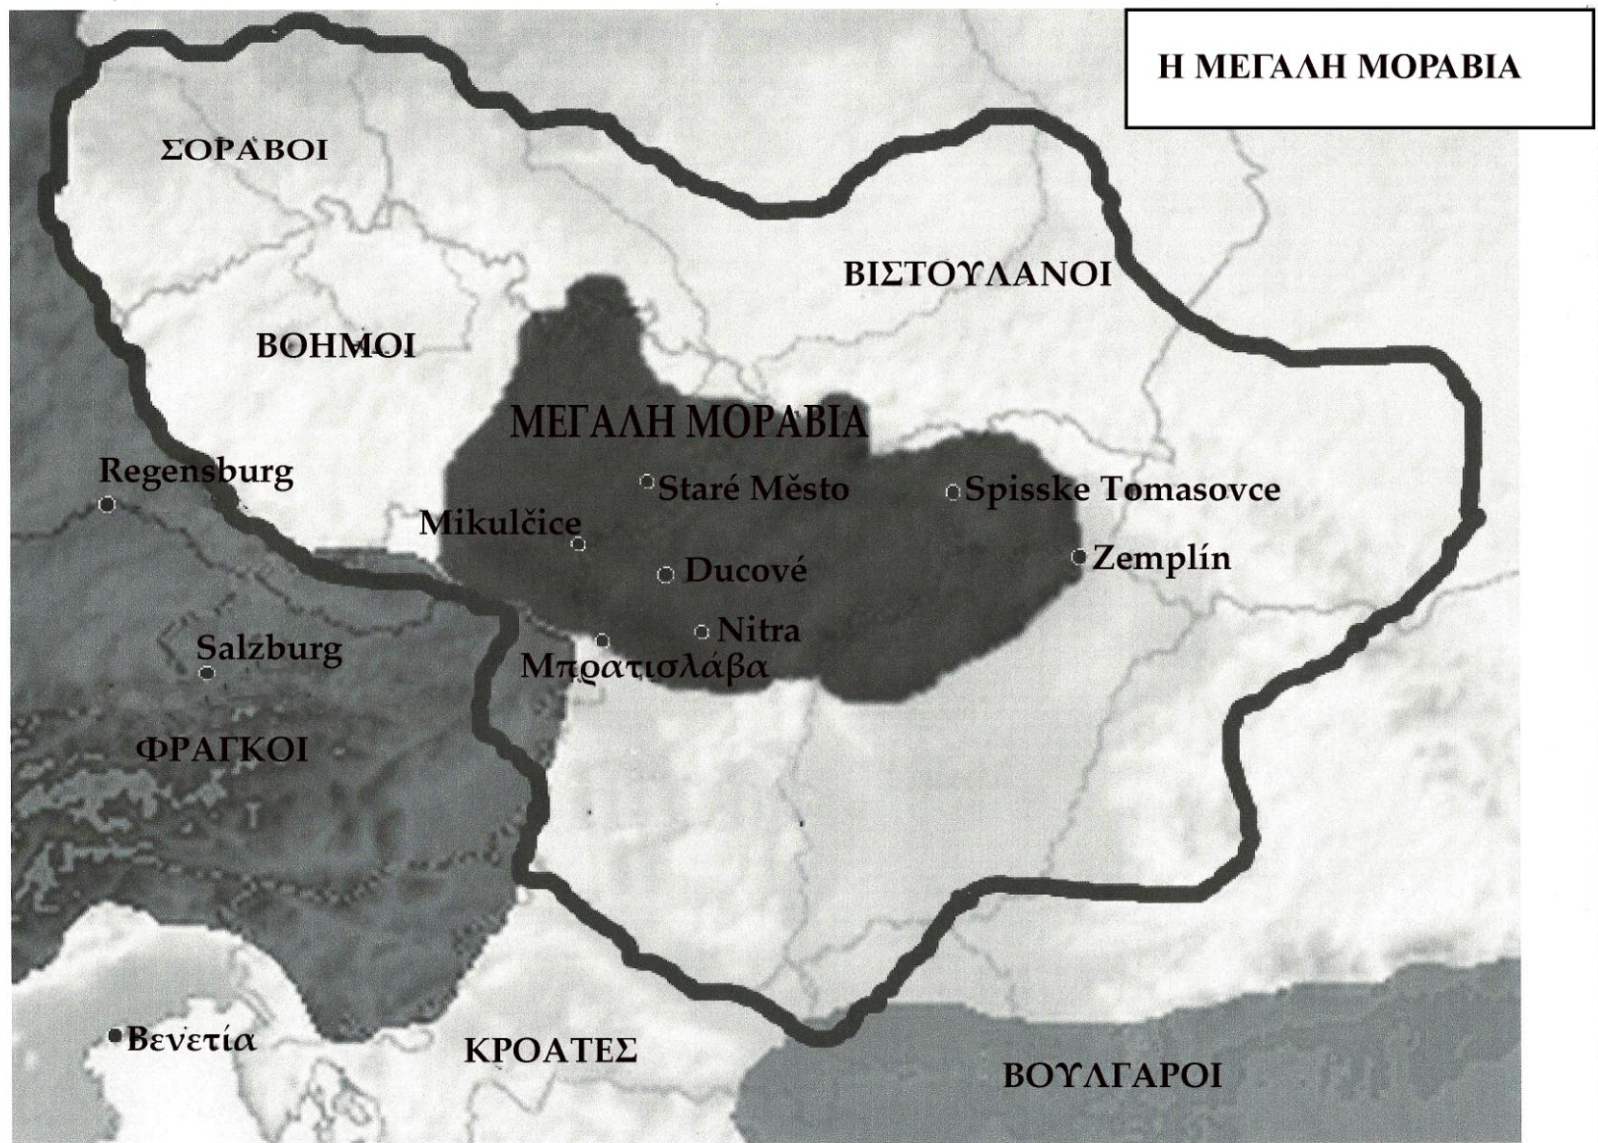 Η ΜΕΓΑΛΗ ΜΟΡΑΒΙΑ
ΣΟΡΑΒΟΙ
ΒΙΣΤΟΥΛΑΝΟΙ
ΒΟΗΜΟΙ
ΜΕΓΑΛΗ ΜΟΡΑΒΙΑ
Regensburg
Staré Město
Spisske Tomasovce
Mikulčice
Zemplín
Ducové
Nitra
Salzburg
Μπρατισλάβα
ΦΡΑΓΚΟΙ
Βενετία
ΚΡΟΑΤΕΣ
ΒΟΥΛΓΑΡΟΙ